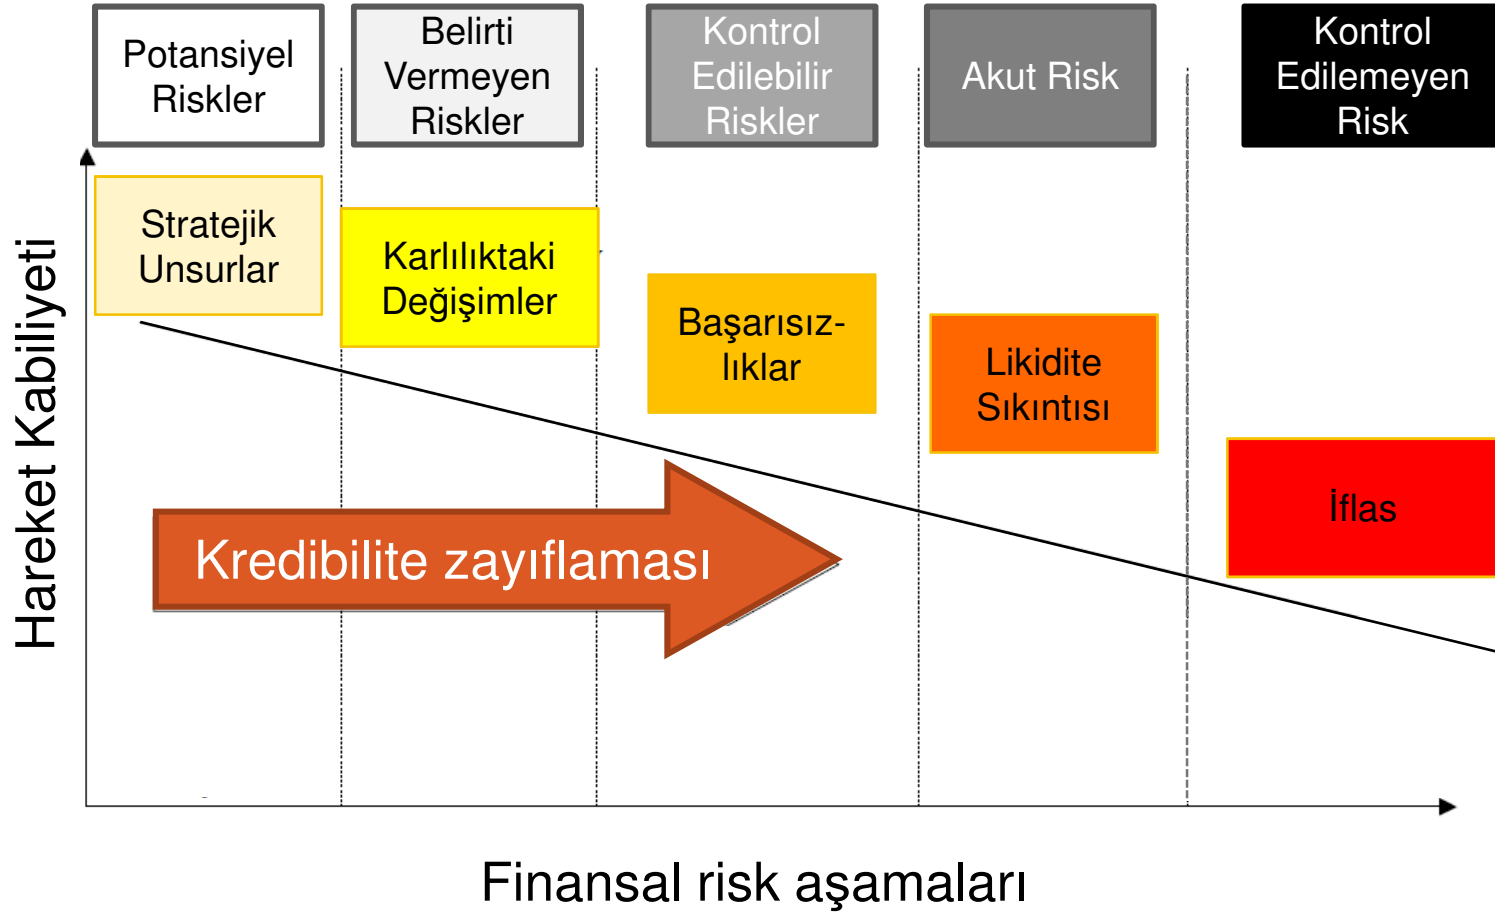 Potansiyel
Riskler
Belirti
Vermeyen
Riskler
Kontrol
Edilebilir
Riskler
Akut Risk
Kontrol
Edilemeyen
Risk
Hareket Kabiliyeti
Stratejik
Unsurlar
Karlılıktaki
Değişimler
Başarısız-
lıklar
Likidite
Sıkıntısı
İflas
Kredibilite zayıflaması
Finansal risk aşamaları